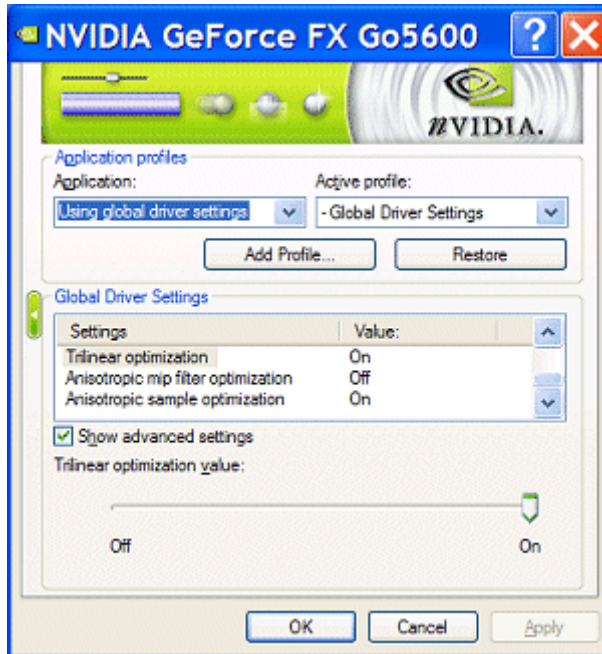 NVIDIA GeForce FX Go5600
nVIDIA.
Application profiles
Application: Active profile:
Using global driver settings - Global Driver Settings
Add Profile... Restore
Global Driver Settings
Settings Value:
Trilinear optimization On
Anisotropic mip filter optimization Off
Anisotropic sample optimization On
Show advanced settings
Trilinear optimization value:
Off On
OK Cancel Apply